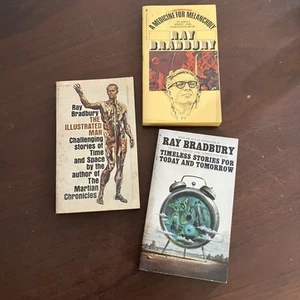 A MEDICINE FOR MELANCHOLY
RAY
BRADBURY
Ray
Bradbury
THE
ILLUSTRATED
MAN
Challenging
stories of
Time
and Space
by the
author of
The
Martian
Chronicles
RAY BRADBURY
TIMELESS STORIES FOR
TODAY AND TOMORROW